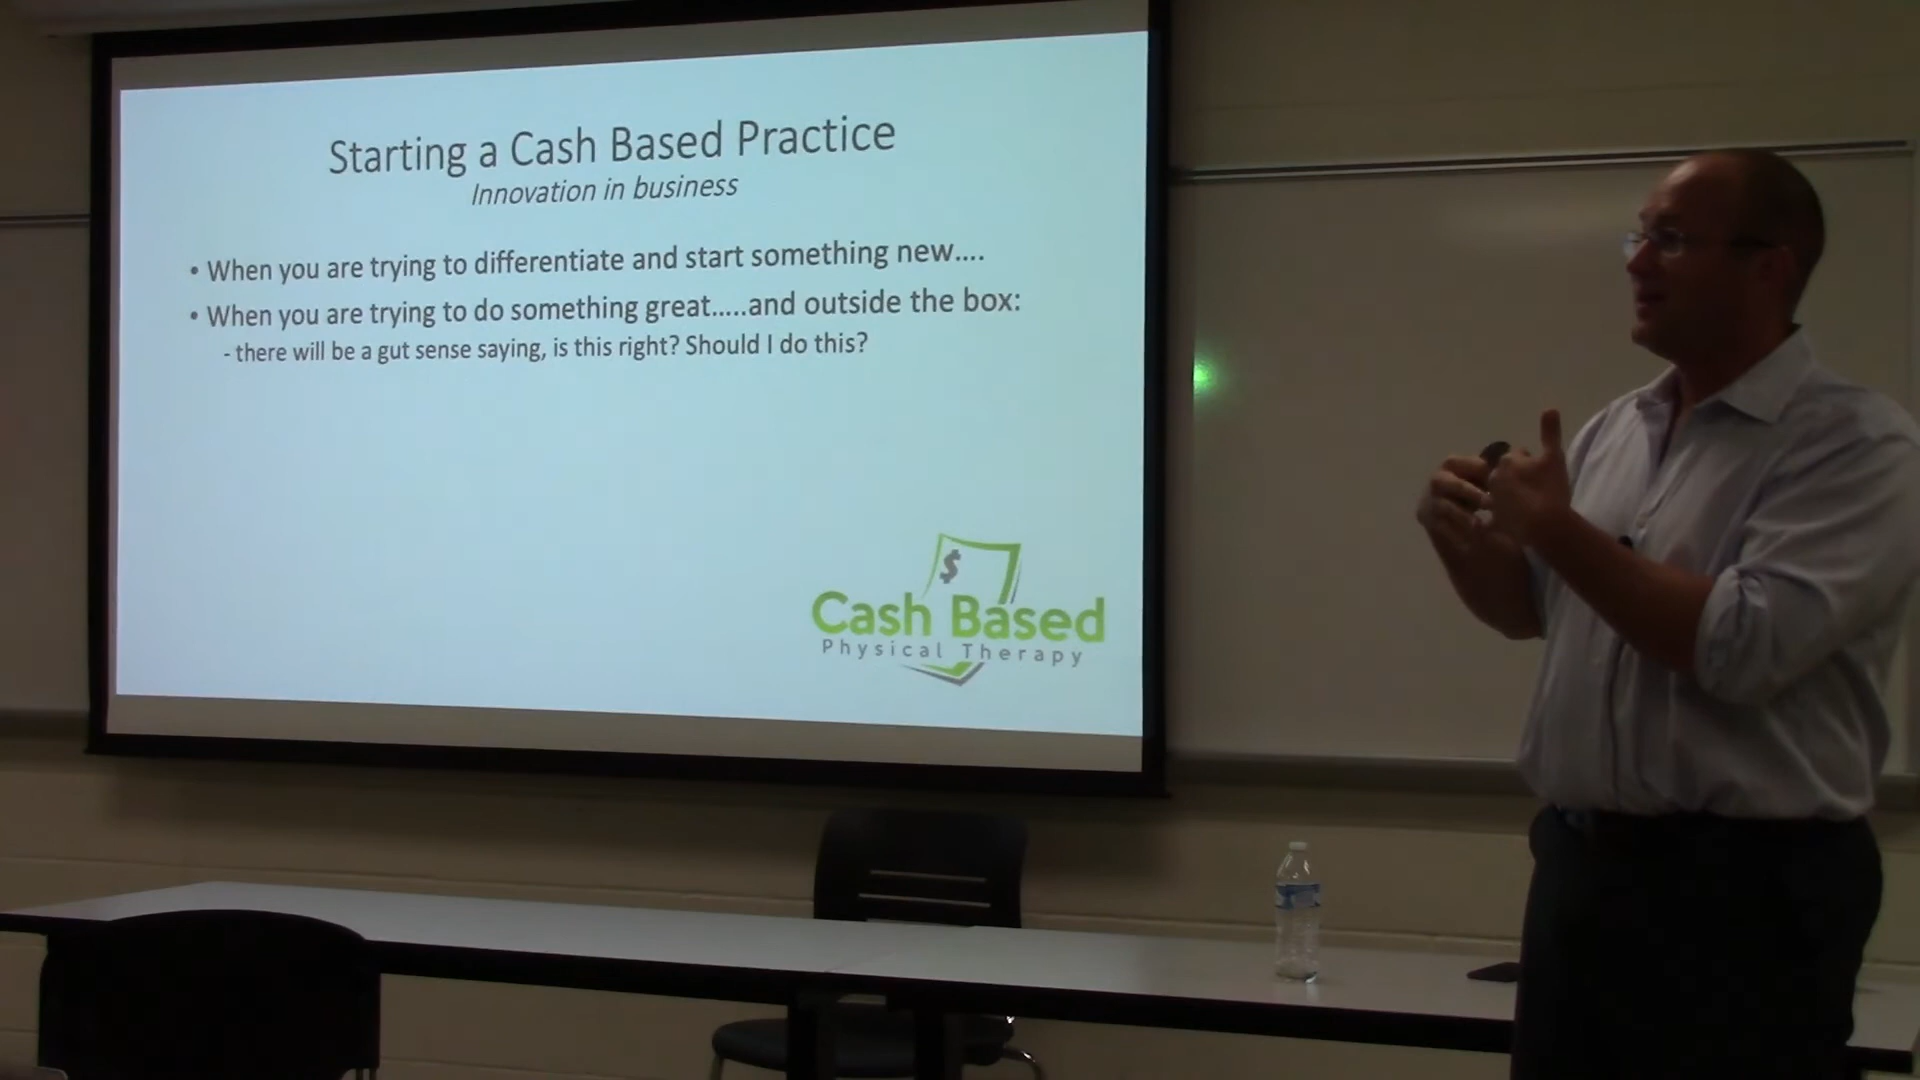 Starting a Cash Based Practice
Innovation in business
• When you are trying to differentiate and start something new....
• When you are trying to do something great.....and outside the box:
- there will be a gut sense saying, is this right? Should I do this?
$
Cash Based
Physical Therapy